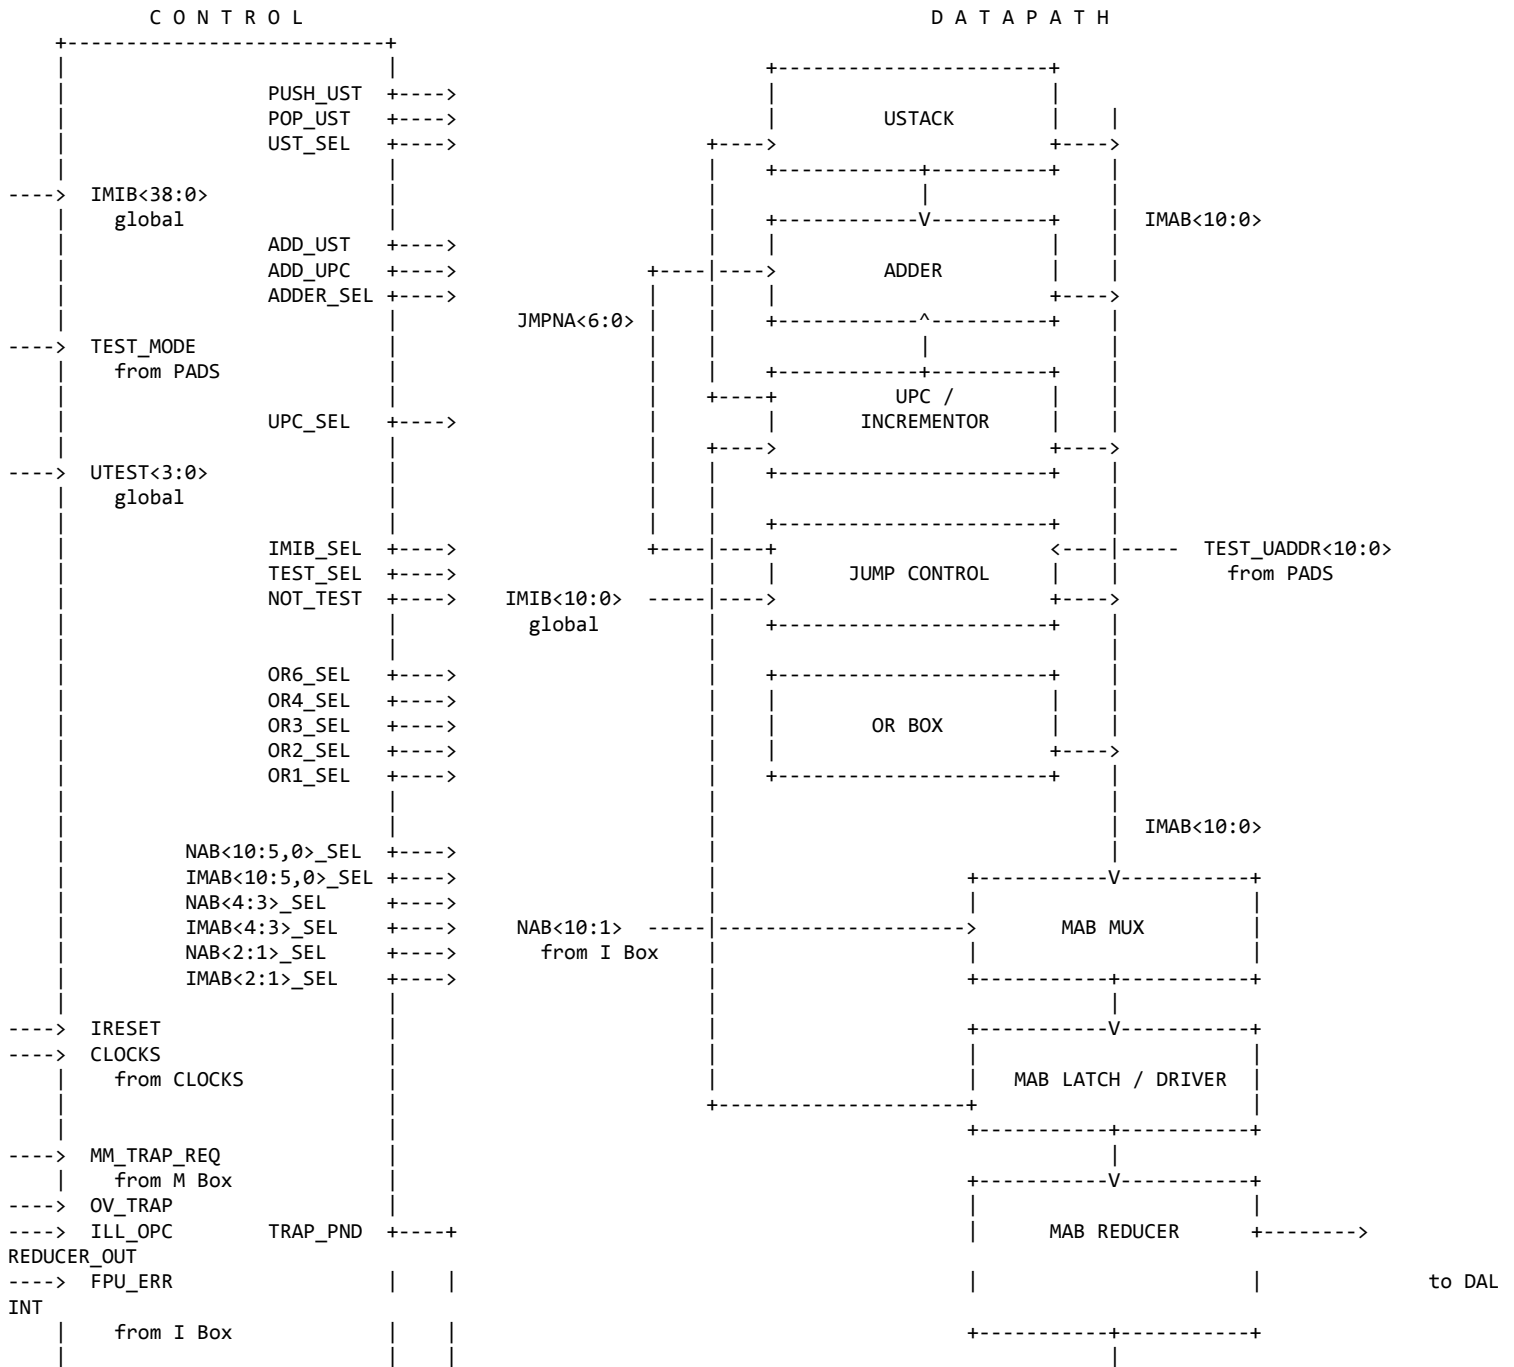 C O N T R O L D A T A P A T H
PUSH_UST
POP_UST USTACK
UST_SEL
IMIB<38:0>
global IMAB<10:0>
ADD_UST
ADD_UPC ADDER
ADDER_SEL
JMPNA<6:0>
TEST_MODE
from PADS
UPC /
UPC_SEL INCREMENTOR
UTEST<3:0>
global
IMIB_SEL TEST_UADDR<10:0>
TEST_SEL JUMP CONTROL from PADS
NOT_TEST IMIB<10:0>
global
OR6_SEL
OR4_SEL
OR3_SEL OR BOX
OR2_SEL
OR1_SEL
IMAB<10:0>
NAB<10:5,0>_SEL
IMAB<10:5,0>_SEL
NAB<4:3>_SEL
IMAB<4:3>_SEL NAB<10:1> MAB MUX
NAB<2:1>_SEL from I Box
IMAB<2:1>_SEL
IRESET
CLOCKS
from CLOCKS MAB LATCH / DRIVER
MM_TRAP_REQ
from M Box
OV_TRAP
ILL_OPC TRAP_PND MAB REDUCER
REDUCER_OUT
FPU_ERR to DAL
INT
from I Box